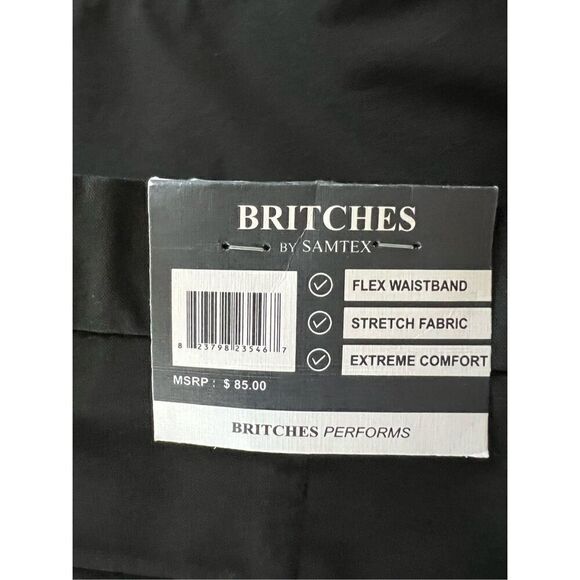 BRITCHES
BY SAMTEX
FLEX WAISTBAND
STRETCH FABRIC
EXTREME COMFORT
8 23798 23546 7
MSRP : $ 85.00
BRITCHES PERFORMS